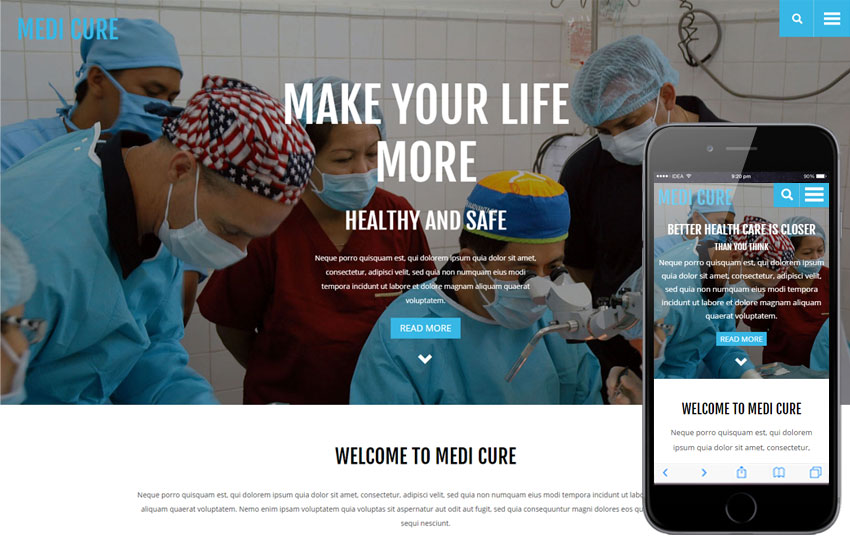 MEDI CURE
MAKE YOUR LIFE
MORE
HEALTHY AND SAFE
Neque porro quisquam est, qui dolorem ipsum quia dolor sit amet,
consectetur, adipisci velit, sed quia non numquam eius modi
tempora incidunt ut labore et dolore magnam aliquam quaerat
voluptatem.
READ MORE
WELCOME TO MEDI CURE
Neque porro quisquam est, qui dolorem ipsum quia dolor sit amet, consectetur, adipisci velit, sed quia non numquam eius modi tempora incidunt ut
aliquam quaerat voluptatem. Nemo enim ipsam voluptatem quia voluptas sit aspernatur aut odit aut fugit, sed quia consequuntur magni dolores eos
sequi nesciunt.
IDEA 9:20 pm 90%
MEDI CURE
BETTER HEALTH CARE IS CLOSER
THAN YOU THINK
Neque porro quisquam est, qui dolorem ipsum
quia dolor sit amet, consectetur, adipisci velit,
sed quia non numquam eius modi tempora
incidunt ut labore et dolore magnam aliquam
quaerat voluptatem.
READ MORE
WELCOME TO MEDI CURE
Neque porro quisquam est, qui dolorem
ipsum quia dolor sit amet, consectetur,